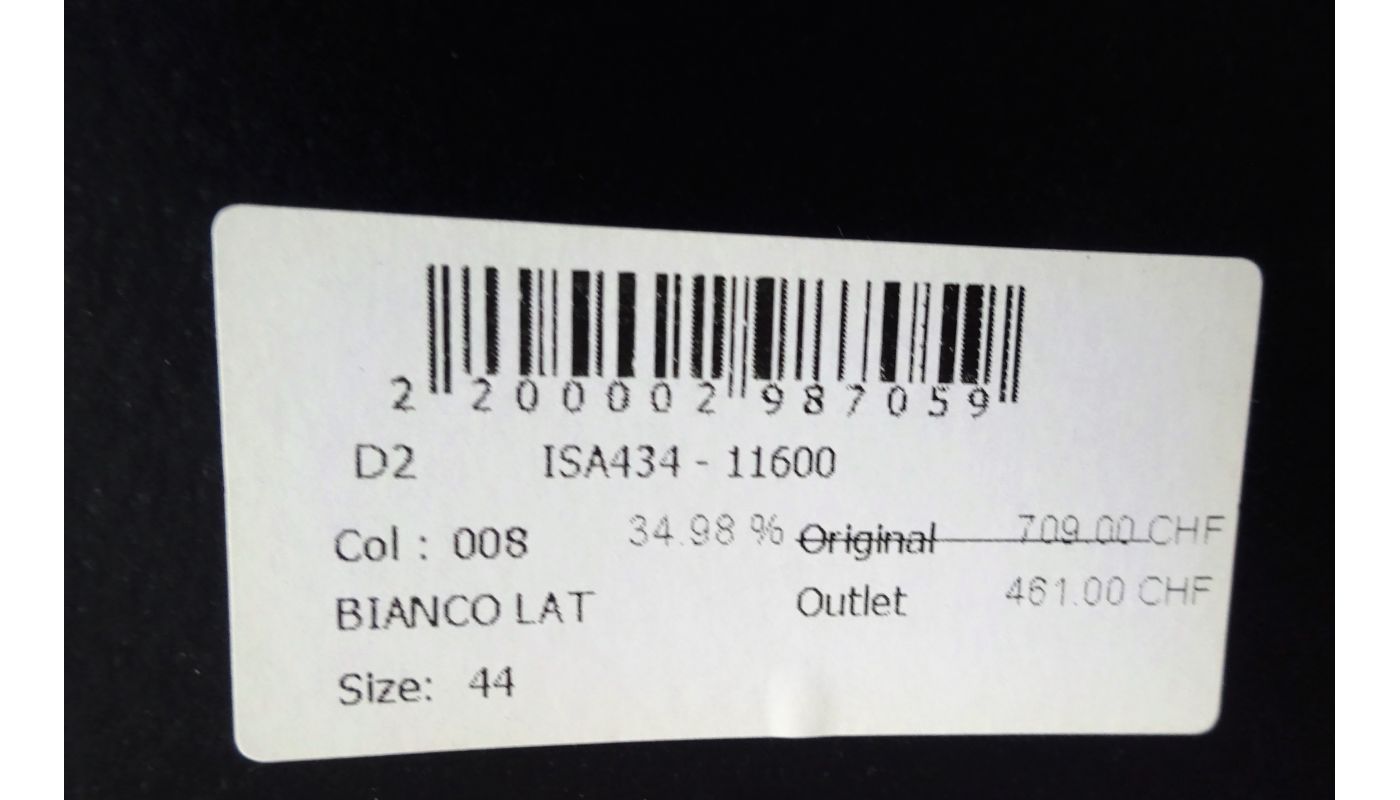 2 200002 987059
D2 ISA434 - 11600
Col : 008 34.98 % Original 709.00 CHF
BIANCO LAT Outlet 461.00 CHF
Size: 44